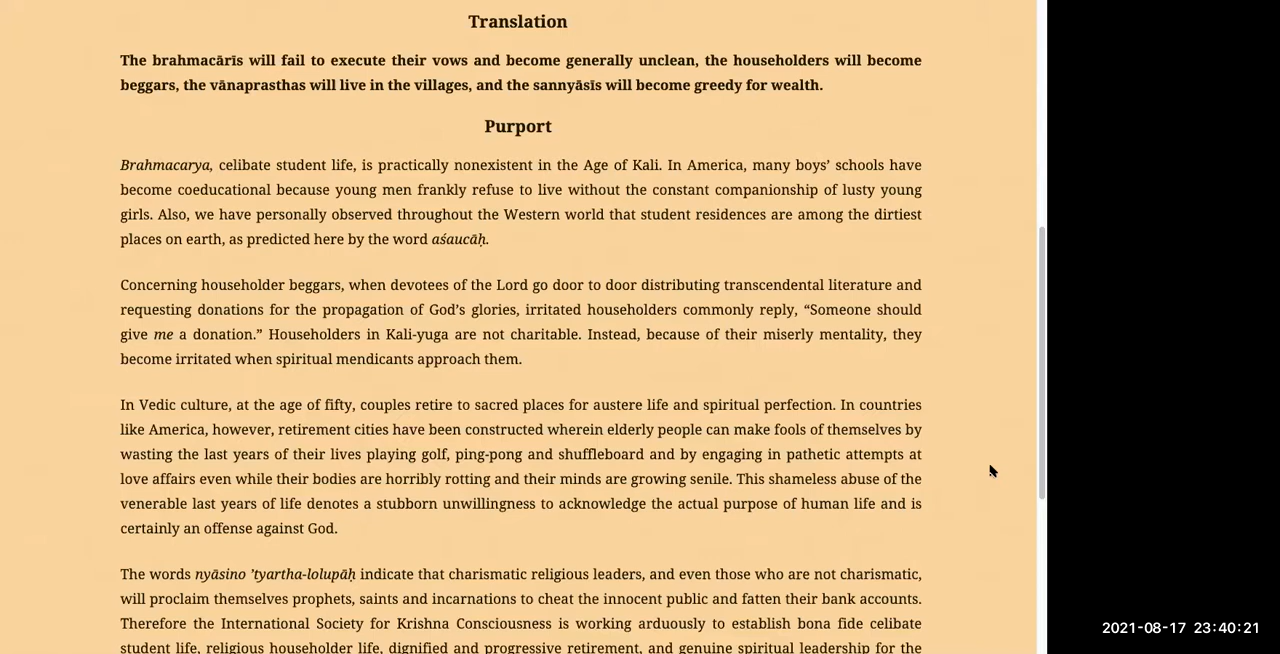 Translation
The brahmacārīs will fail to execute their vows and become generally unclean, the householders will become
beggars, the vānaprasthas will live in the villages, and the sannyāsīs will become greedy for wealth.
Purport
Brahmacarya, celibate student life, is practically nonexistent in the Age of Kali. In America, many boys’ schools have
become coeducational because young men frankly refuse to live without the constant companionship of lusty young
girls. Also, we have personally observed throughout the Western world that student residences are among the dirtiest
places on earth, as predicted here by the word aśaucāḥ.
Concerning householder beggars, when devotees of the Lord go door to door distributing transcendental literature and
requesting donations for the propagation of God’s glories, irritated householders commonly reply, “Someone should
give me a donation.” Householders in Kali-yuga are not charitable. Instead, because of their miserly mentality, they
become irritated when spiritual mendicants approach them.
In Vedic culture, at the age of fifty, couples retire to sacred places for austere life and spiritual perfection. In countries
like America, however, retirement cities have been constructed wherein elderly people can make fools of themselves by
wasting the last years of their lives playing golf, ping-pong and shuffleboard and by engaging in pathetic attempts at
love affairs even while their bodies are horribly rotting and their minds are growing senile. This shameless abuse of the
venerable last years of life denotes a stubborn unwillingness to acknowledge the actual purpose of human life and is
certainly an offense against God.
The words nyāsino ’tyartha-lolupāḥ indicate that charismatic religious leaders, and even those who are not charismatic,
will proclaim themselves prophets, saints and incarnations to cheat the innocent public and fatten their bank accounts.
Therefore the International Society for Krishna Consciousness is working arduously to establish bona fide celibate
student life, religious householder life, dignified and progressive retirement, and genuine spiritual leadership for the
2021-08-17 23:40:21